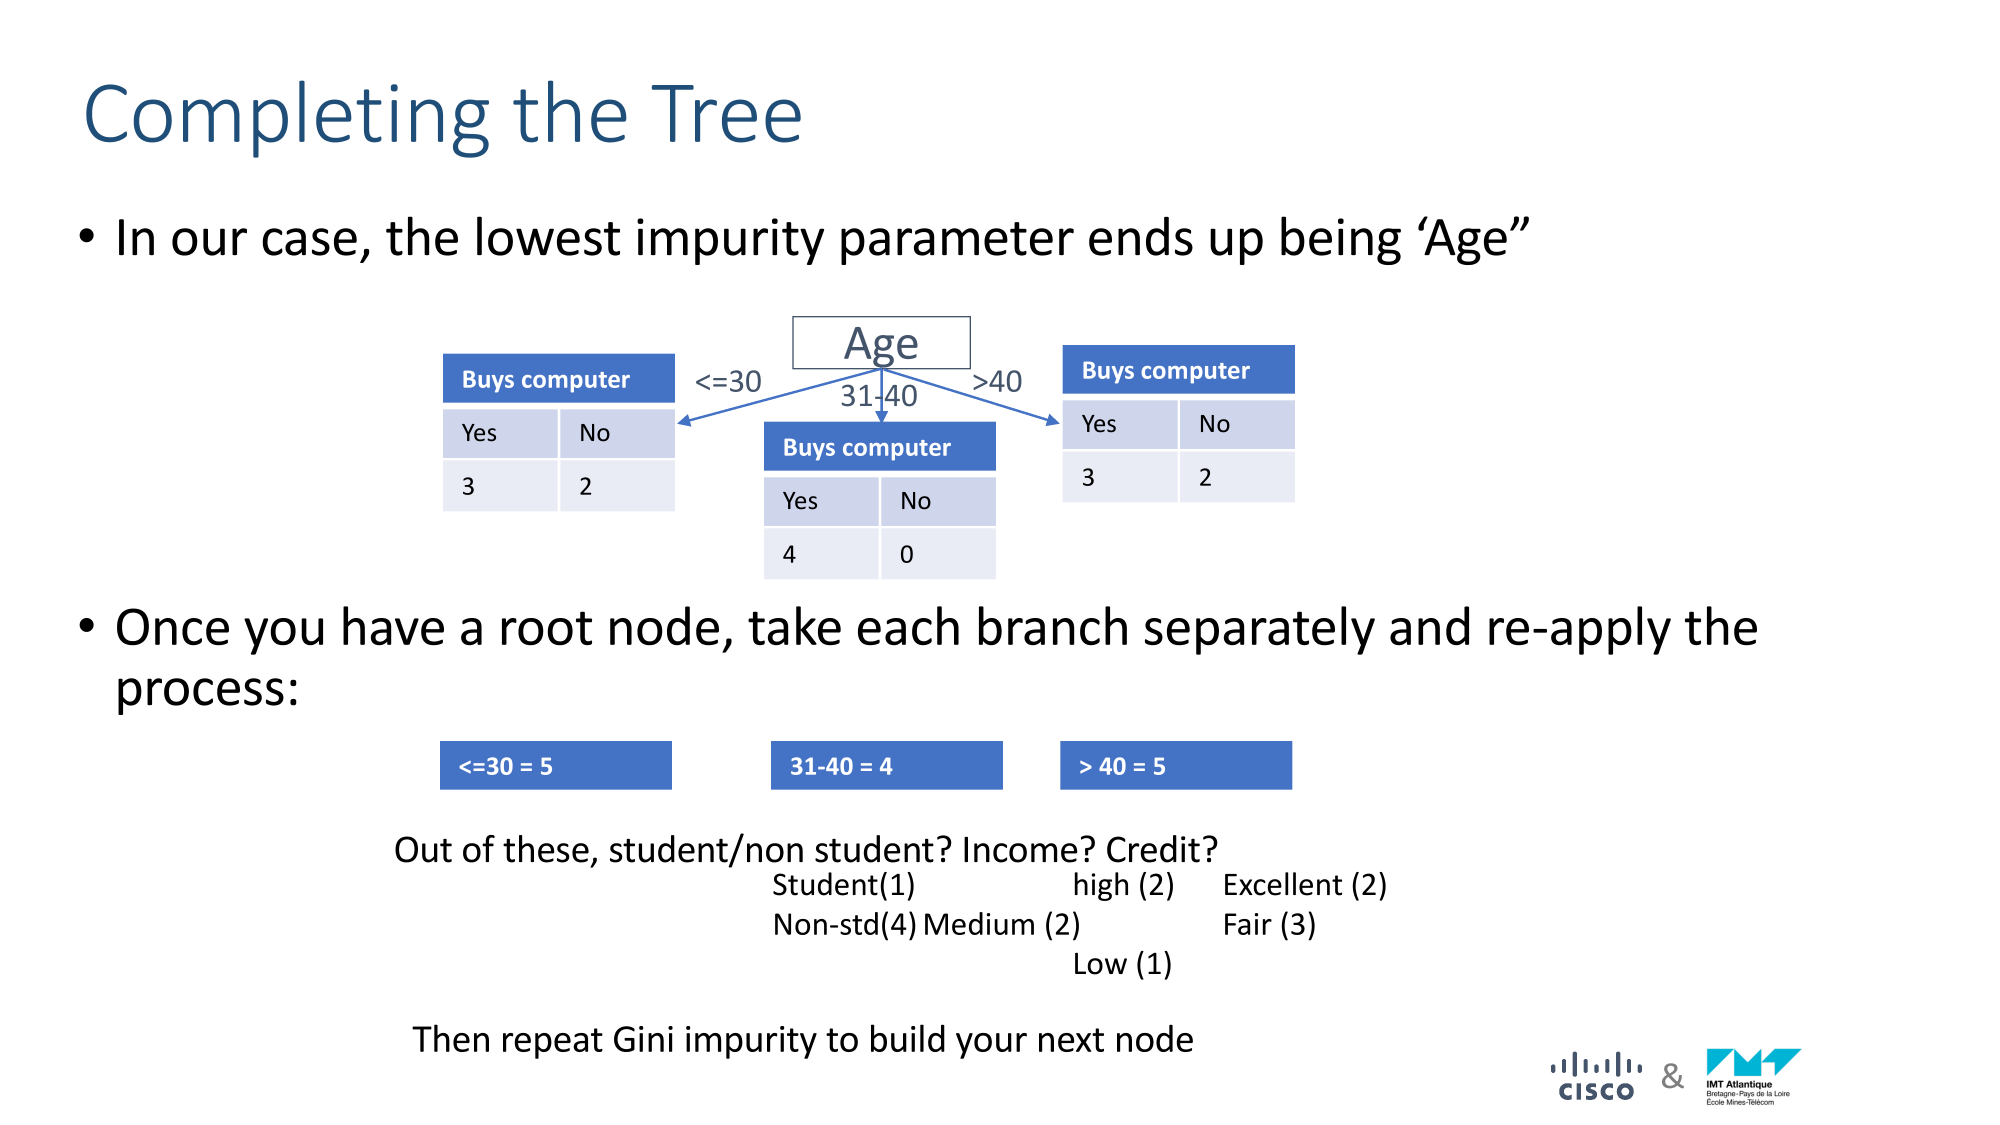 Completing the Tree
• In our case, the lowest impurity parameter ends up being ‘Age”
Age
<=30
31-40
>40
Buys computer
Yes No
3 2
Buys computer
Yes No
4 0
Buys computer
Yes No
3 2
• Once you have a root node, take each branch separately and re-apply the
process:
<=30 = 5
31-40 = 4
> 40 = 5
Out of these, student/non student? Income? Credit?
Student(1) high (2) Excellent (2)
Non-std(4) Medium (2) Fair (3)
Low (1)
Then repeat Gini impurity to build your next node
CISCO & IMT Atlantique
Bretagne-Pays de la Loire
École Mines-Télécom